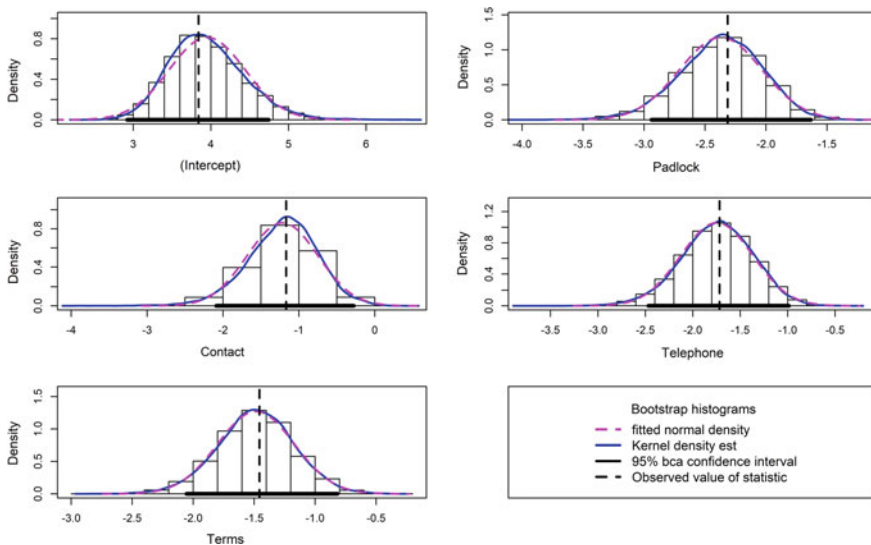 Density
0.0 0.4 0.8
3 4 5 6
(Intercept)
Density
0.0 0.5 1.0 1.5
-4.0 -3.5 -3.0 -2.5 -2.0 -1.5
Padlock
Density
0.0 0.4 0.8
-4 -3 -2 -1 0
Contact
Density
0.0 0.4 0.8 1.2
-3.5 -3.0 -2.5 -2.0 -1.5 -1.0 -0.5
Telephone
Density
0.0 0.5 1.0 1.5
-3.0 -2.5 -2.0 -1.5 -1.0 -0.5
Terms
Bootstrap histograms
fitted normal density
Kernel density est
95% bca confidence interval
Observed value of statistic